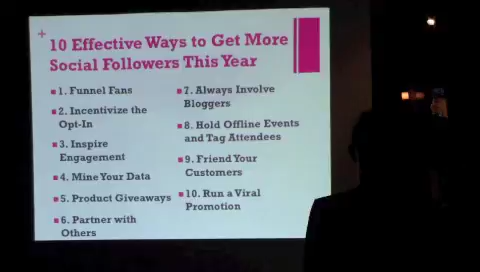 +
10 Effective Ways to Get More
Social Followers This Year
1. Funnel Fans
2. Incentivize the
Opt-In
3. Inspire
Engagement
4. Mine Your Data
5. Product Giveaways
6. Partner with
Others
7. Always Involve
Bloggers
8. Hold Offline Events
and Tag Attendees
9. Friend Your
Customers
10. Run a Viral
Promotion